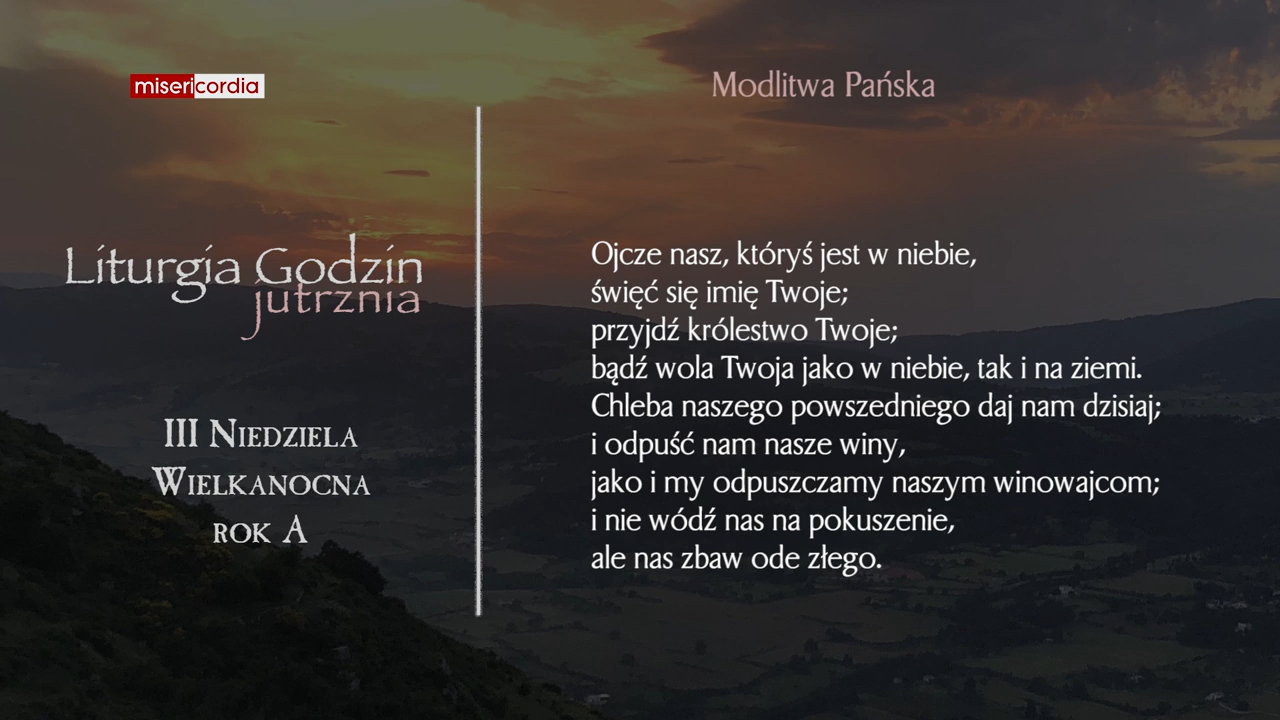 misericordia
Liturgia Godzin
jutrznia
III Niedziela
Wielkanocna
rok A
Modlitwa Pańska
Ojcze nasz, któryś jest w niebie,
święć się imię Twoje;
przyjdź królestwo Twoje;
bądź wola Twoja jako w niebie, tak i na ziemi.
Chleba naszego powszedniego daj nam dzisiaj;
i odpuść nam nasze winy,
jako i my odpuszczamy naszym winowajcom;
i nie wódź nas na pokuszenie,
ale nas zbaw ode złego.